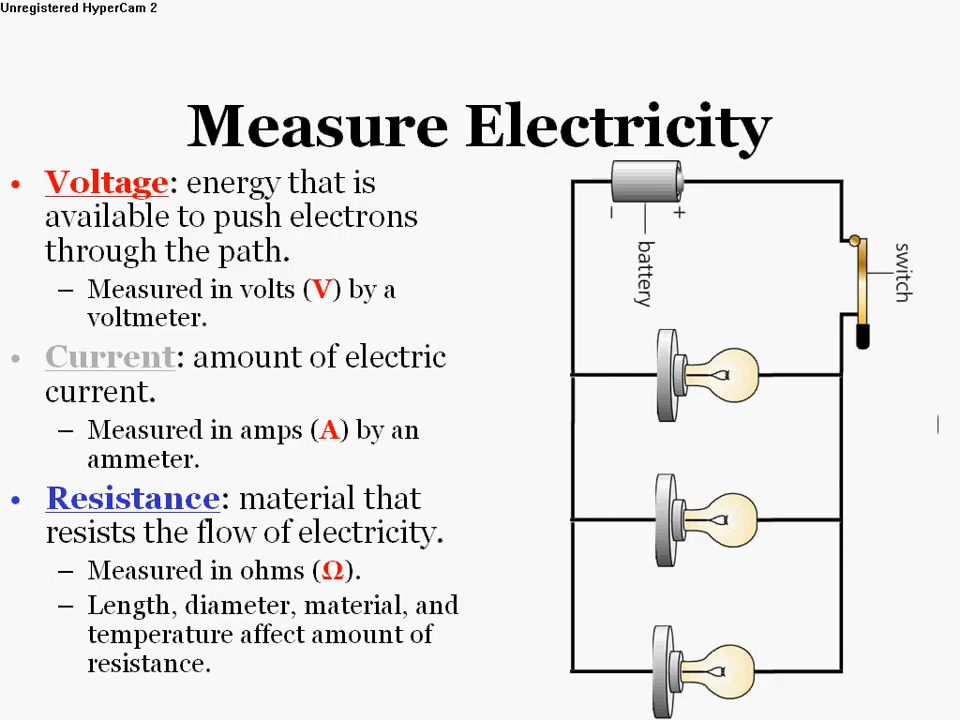 Unregistered HyperCam 2
Measure Electricity
• Voltage: energy that is
available to push electrons
through the path.
– Measured in volts (V) by a
voltmeter.
• Current: amount of electric
current.
– Measured in amps (A) by an
ammeter.
• Resistance: material that
resists the flow of electricity.
– Measured in ohms (Ω).
– Length, diameter, material, and
temperature affect amount of
resistance.
– +
battery
switch